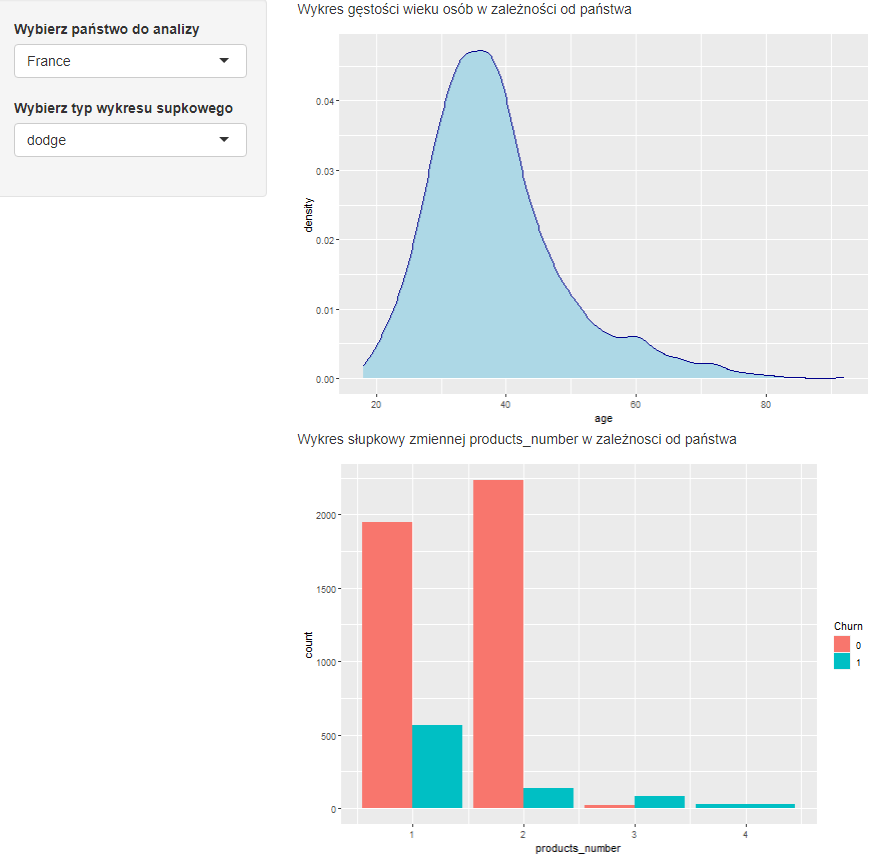 Wybierz państwo do analizy
France
Wybierz typ wykresu supkowego
dodge
Wykres gęstości wieku osób w zależności od państwa
density
0.04
0.03
0.02
0.01
0.00
20 40 60 80
age
Wykres słupkowy zmiennej products_number w zależnosci od państwa
count
2000
1500
1000
500
0
1 2 3 4
products_number
Churn
0
1